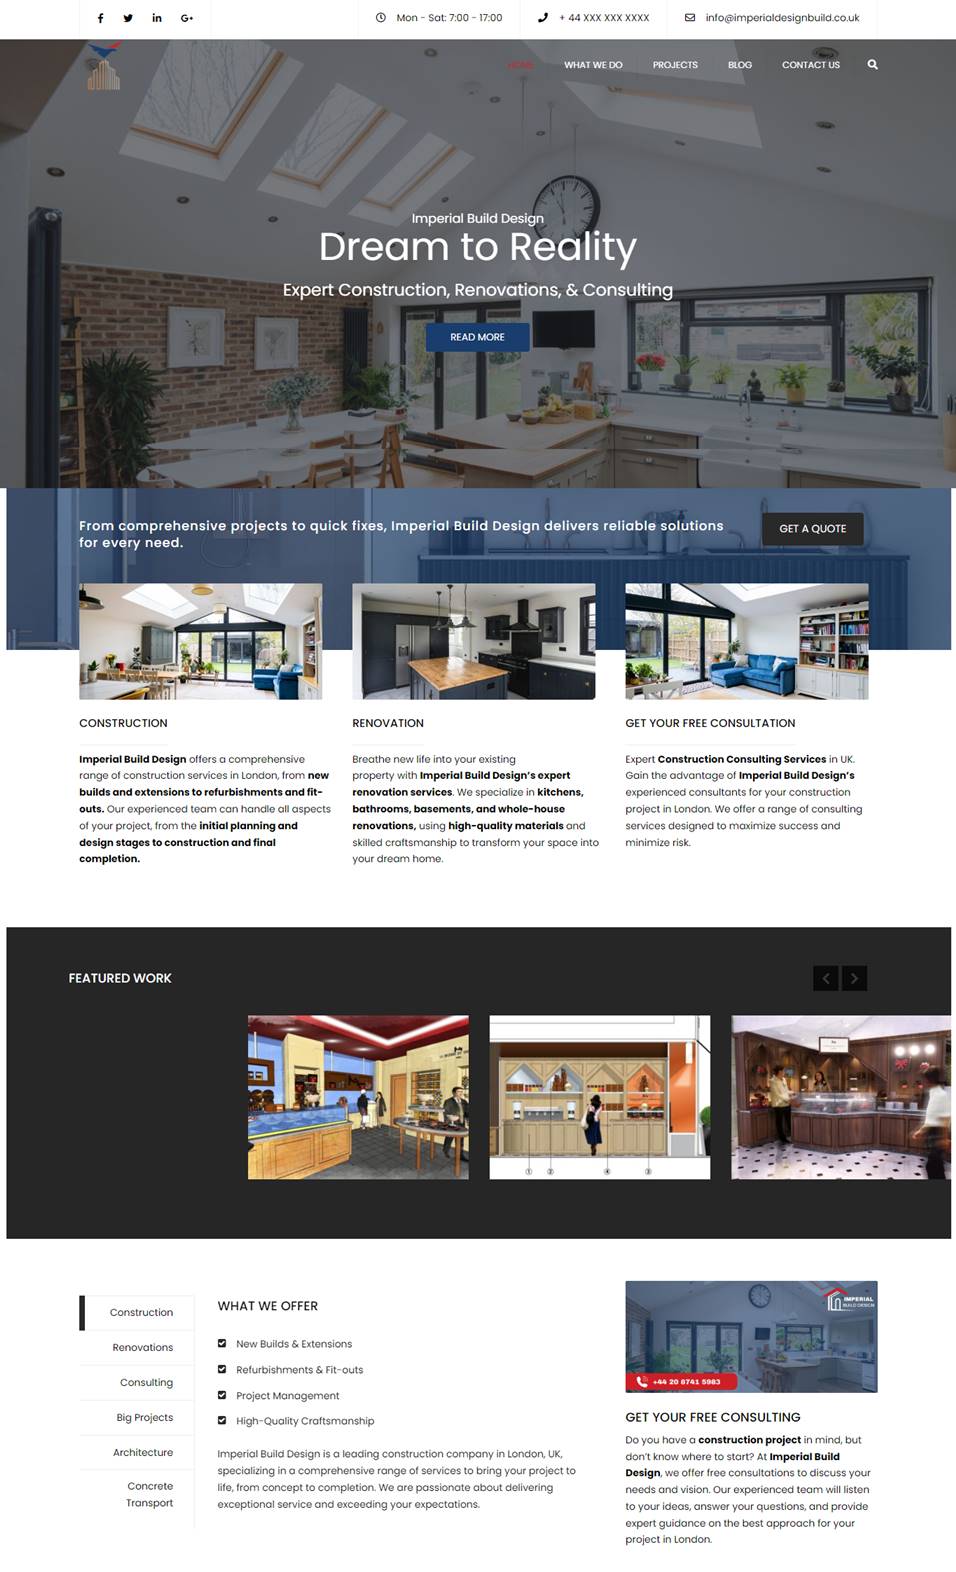 Mon - Sat: 7:00 - 17:00
+ 44 XXX XXX XXXX
info@imperialdesignbuild.co.uk
HOME
WHAT WE DO
PROJECTS
BLOG
CONTACT US
Imperial Build Design
Dream to Reality
Expert Construction, Renovations, & Consulting
READ MORE
From comprehensive projects to quick fixes, Imperial Build Design delivers reliable solutions
for every need.
GET A QUOTE
CONSTRUCTION
Imperial Build Design offers a comprehensive
range of construction services in London, from new
builds and extensions to refurbishments and fit-
outs. Our experienced team can handle all aspects
of your project, from the initial planning and
design stages to construction and final
completion.
RENOVATION
Breathe new life into your existing
property with Imperial Build Design's expert
renovation services. We specialize in kitchens,
bathrooms, basements, and whole-house
renovations, using high-quality materials and
skilled craftsmanship to transform your space into
your dream home.
GET YOUR FREE CONSULTATION
Expert Construction Consulting Services in UK.
Gain the advantage of Imperial Build Design's
experienced consultants for your construction
project in London. We offer a range of consulting
services designed to maximize success and
minimize risk.
FEATURED WORK
Construction
Renovations
Consulting
Big Projects
Architecture
Concrete
Transport
WHAT WE OFFER
New Builds & Extensions
Refurbishments & Fit-outs
Project Management
High-Quality Craftsmanship
Imperial Build Design is a leading construction company in London, UK,
specializing in a comprehensive range of services to bring your project to
life, from concept to completion. We are passionate about delivering
exceptional service and exceeding your expectations.
IMPERIAL
BUILD DESIGN
+44 20 8741 5983
GET YOUR FREE CONSULTING
Do you have a construction project in mind, but
don't know where to start? At Imperial Build
Design, we offer free consultations to discuss your
needs and vision. Our experienced team will listen
to your ideas, answer your questions, and provide
expert guidance on the best approach for your
project in London.